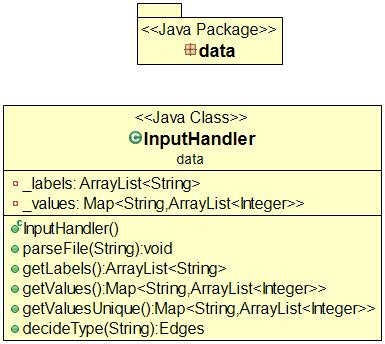 <<Java Package>>
data
<<Java Class>>
InputHandler
data
_labels: ArrayList<String>
_values: Map<String,ArrayList<Integer>>
InputHandler()
parseFile(String):void
getLabels():ArrayList<String>
getValues():Map<String,ArrayList<Integer>>
getValuesUnique():Map<String,ArrayList<Integer>>
decideType(String):Edges